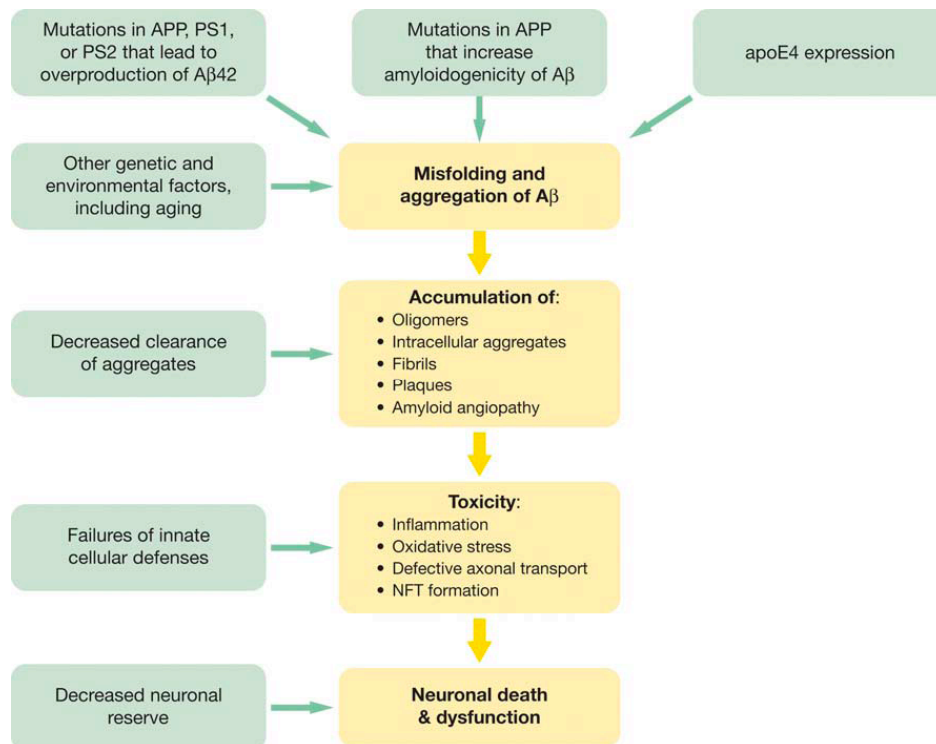 Mutations in APP, PS1,
or PS2 that lead to
overproduction of Aβ42
Mutations in APP
that increase
amyloidogenicity of Aβ
apoE4 expression
Other genetic and
environmental factors,
including aging
Misfolding and
aggregation of Aβ
Accumulation of:
• Oligomers
• Intracellular aggregates
• Fibrils
• Plaques
• Amyloid angiopathy
Decreased clearance
of aggregates
Toxicity:
• Inflammation
• Oxidative stress
• Defective axonal transport
• NFT formation
Failures of innate
cellular defenses
Decreased neuronal
reserve
Neuronal death
& dysfunction